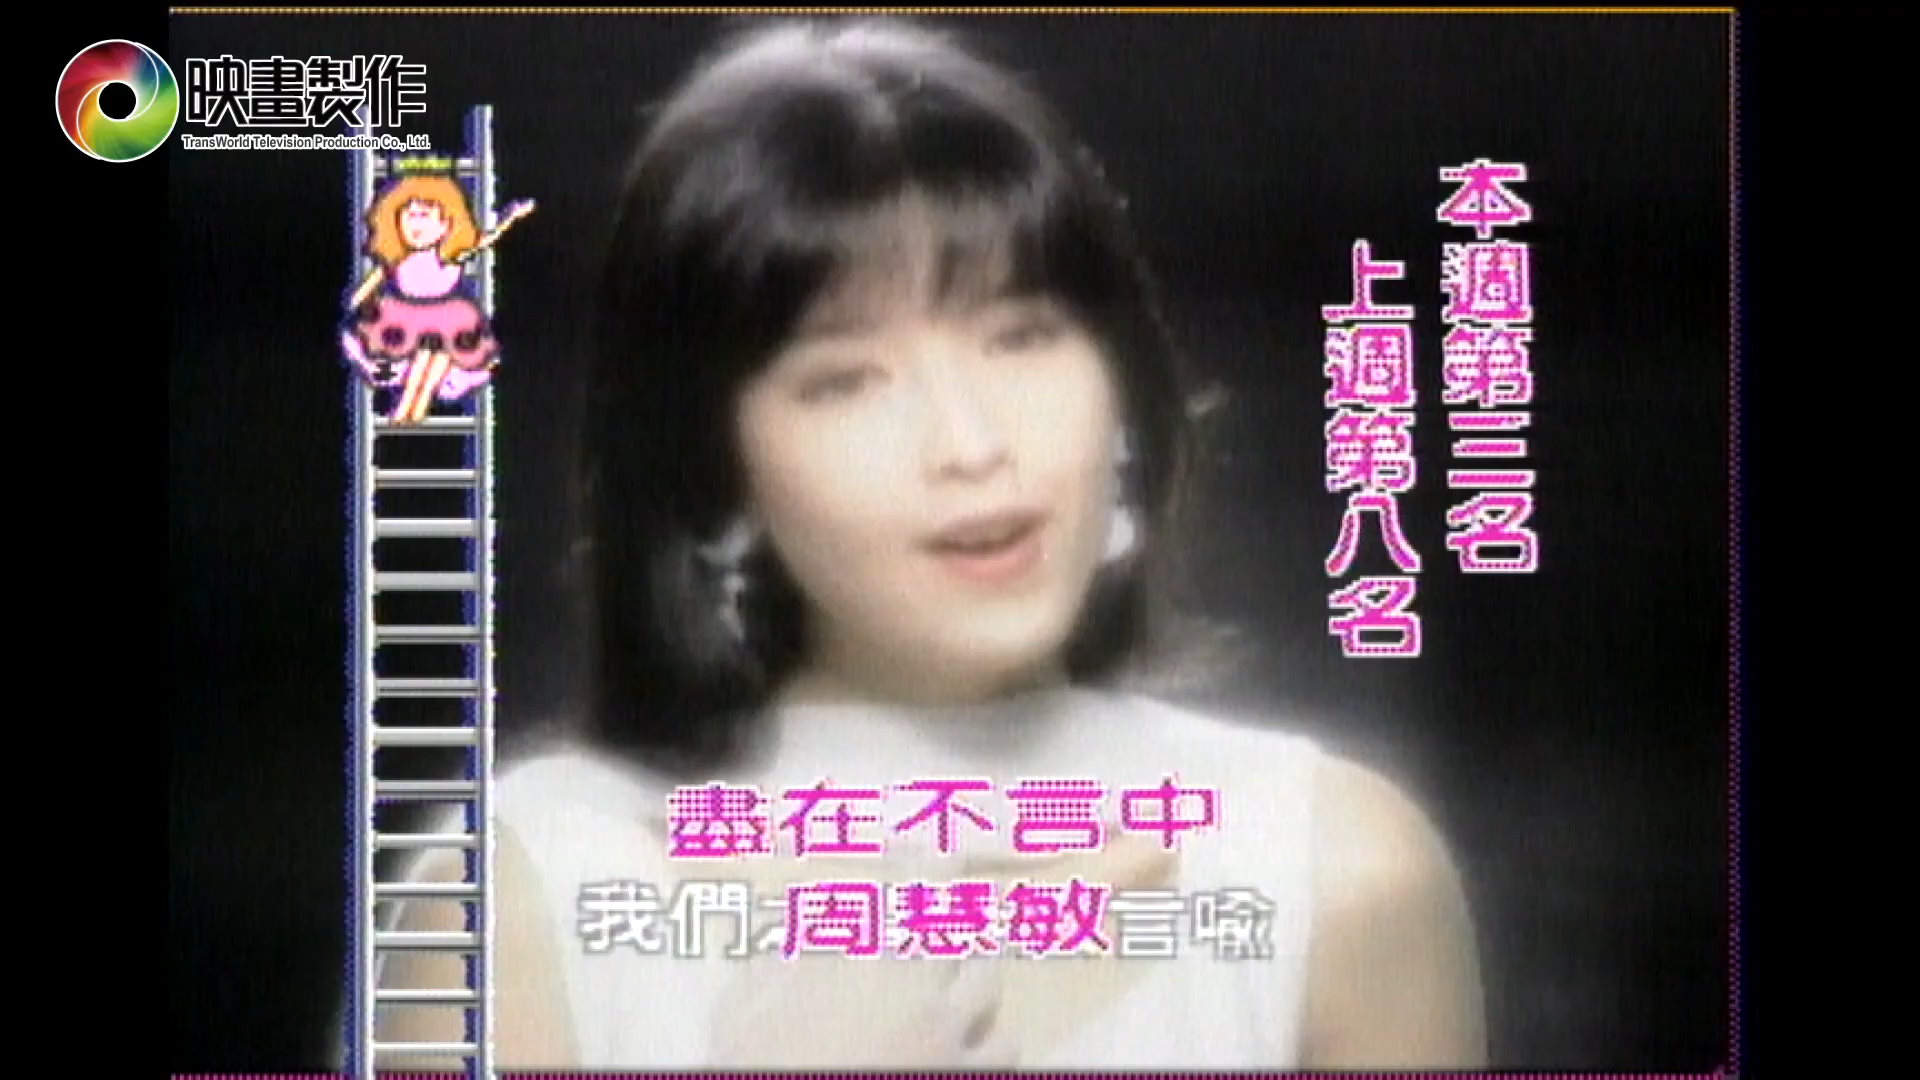 映畫製作
TransWorld Television Production Co., Ltd.
本週第三名
上週第八名
盡在不言中
周慧敏
我們 言喻